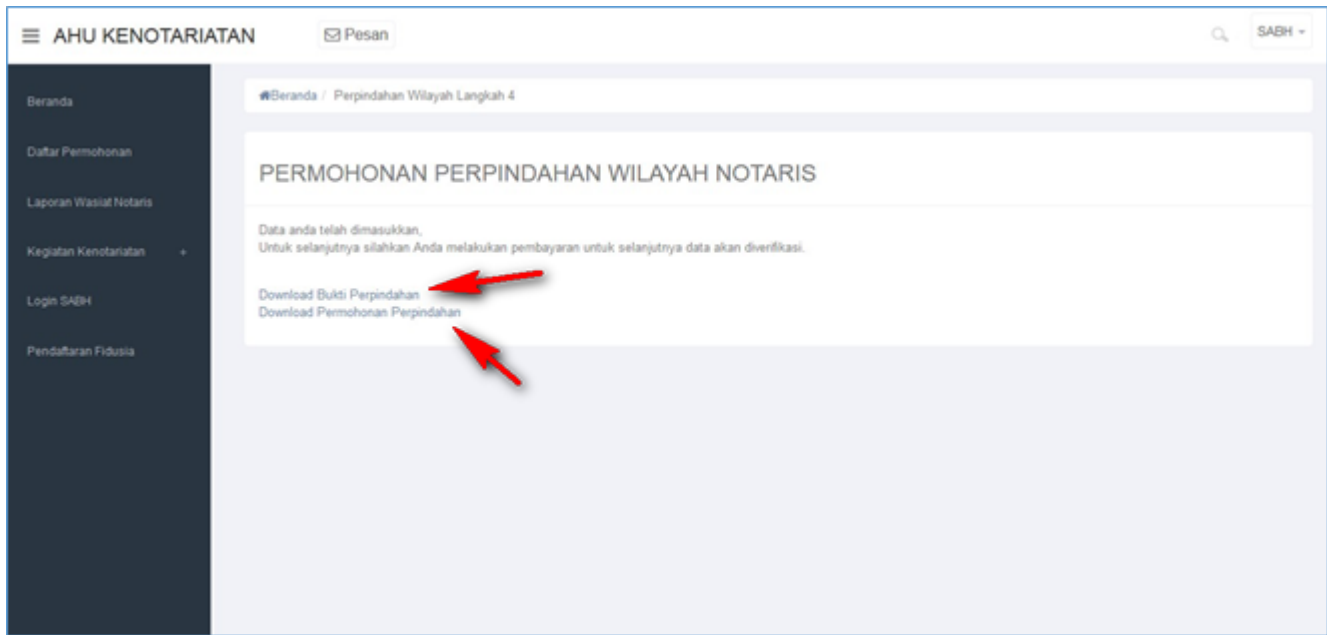 AHU KENOTARIATAN
Pesan
SABH
Beranda
Daftar Permohonan
Laporan Wasiat Notaris
Kegiatan Kenotariatan +
Login SABH
Pendaftaran Fidusia
Beranda / Perpindahan Wilayah Langkah 4
PERMOHONAN PERPINDAHAN WILAYAH NOTARIS
Data anda telah dimasukkan,
Untuk selanjutnya silahkan Anda melakukan pembayaran untuk selanjutnya data akan diverifikasi.
Download Bukti Perpindahan
Download Permohonan Perpindahan